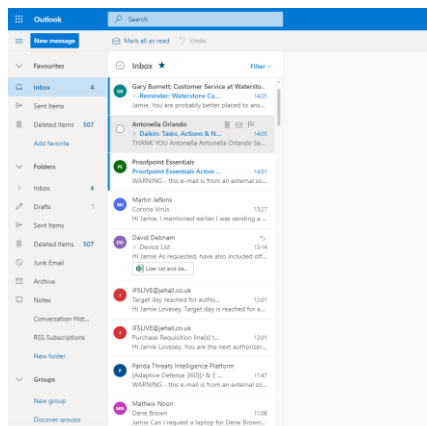 Outlook
Search
New message
Mark all as read
Undo
Favourites
Inbox 4
Sent Items
Deleted Items 507
Add favorite
Folders
Inbox 4
Drafts 1
Sent Items
Deleted Items 507
Junk Email
Archive
Notes
Conversation Hist...
RSS Subscriptions
New folder
Groups
New group
Discover groups
Inbox ★
Filter
GB
Gary Burnett; Customer Service at Watersto...
> Reminder: Waterstons Cu... 14:05
Jamie, You are probably better placed to ans...
Antonella Orlando
> Daikin: Tasks, Actions & N... 14:05
THANK YOU Antonella Antonella Orlando Se...
PE
Proofpoint Essentials
Proofpoint Essentials Active ... 14:01
WARNING - this e-mail is from an external so...
MJ
Martin Jefkins
Corona Virus 13:27
Hi Jamie, I mentioned earlier I was sending a ...
DD
David Debnam
> Device List 13:14
Hi Jamie As requested, have also included off...
User list and de...
I
IFSLIVE@jehall.co.uk
Target day reached for autho... 12:01
Hi Jamie Lovesey, Target day is reached for a...
I
IFSLIVE@jehall.co.uk
Purchase Requisition line(s) t... 12:01
Hi Jamie Lovesey, You are the next authorizer...
P
Panda Threats Intelligence Platform
[Adaptive Defense 360][/) & E ... 11:47
WARNING - this e-mail is from an external so...
MN
Mathew Noon
Dene Brown 11:08
Jamie Can I request a laptop for Dene Brown...